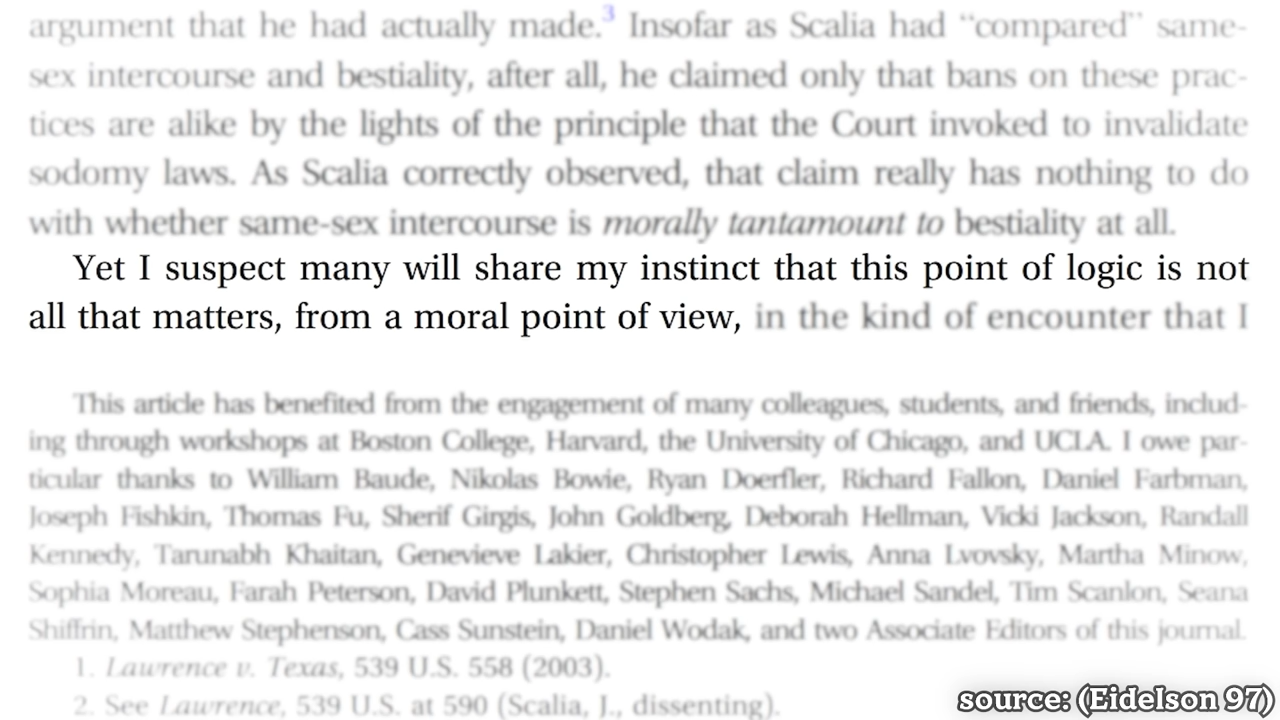 argument that he had actually made.3 Insofar as Scalia had “compared” same-
sex intercourse and bestiality, after all, he claimed only that bans on these prac-
tices are alike by the lights of the principle that the Court invoked to invalidate
sodomy laws. As Scalia correctly observed, that claim really has nothing to do
with whether same-sex intercourse is morally tantamount to bestiality at all.
Yet I suspect many will share my instinct that this point of logic is not
all that matters, from a moral point of view, in the kind of encounter that I
This article has benefited from the engagement of many colleagues, students, and friends, includ-
ing through workshops at Boston College, Harvard, the University of Chicago, and UCLA. I owe par-
ticular thanks to William Baude, Nikolas Bowie, Ryan Doerfler, Richard Fallon, Daniel Farbman,
Joseph Fishkin, Thomas Fu, Sherif Girgis, John Goldberg, Deborah Hellman, Vicki Jackson, Randall
Kennedy, Tarunabh Khaitan, Genevieve Lakier, Christopher Lewis, Anna Lvovsky, Martha Minow,
Sophia Moreau, Farah Peterson, David Plunkett, Stephen Sachs, Michael Sandel, Tim Scanlon, Seana
Shiffrin, Matthew Stephenson, Cass Sunstein, Daniel Wodak, and two Associate Editors of this journal.
1. Lawrence v. Texas, 539 U.S. 558 (2003).
2. See Lawrence, 539 U.S. at 590 (Scalia, J., dissenting).
source: (Eidelson 97)